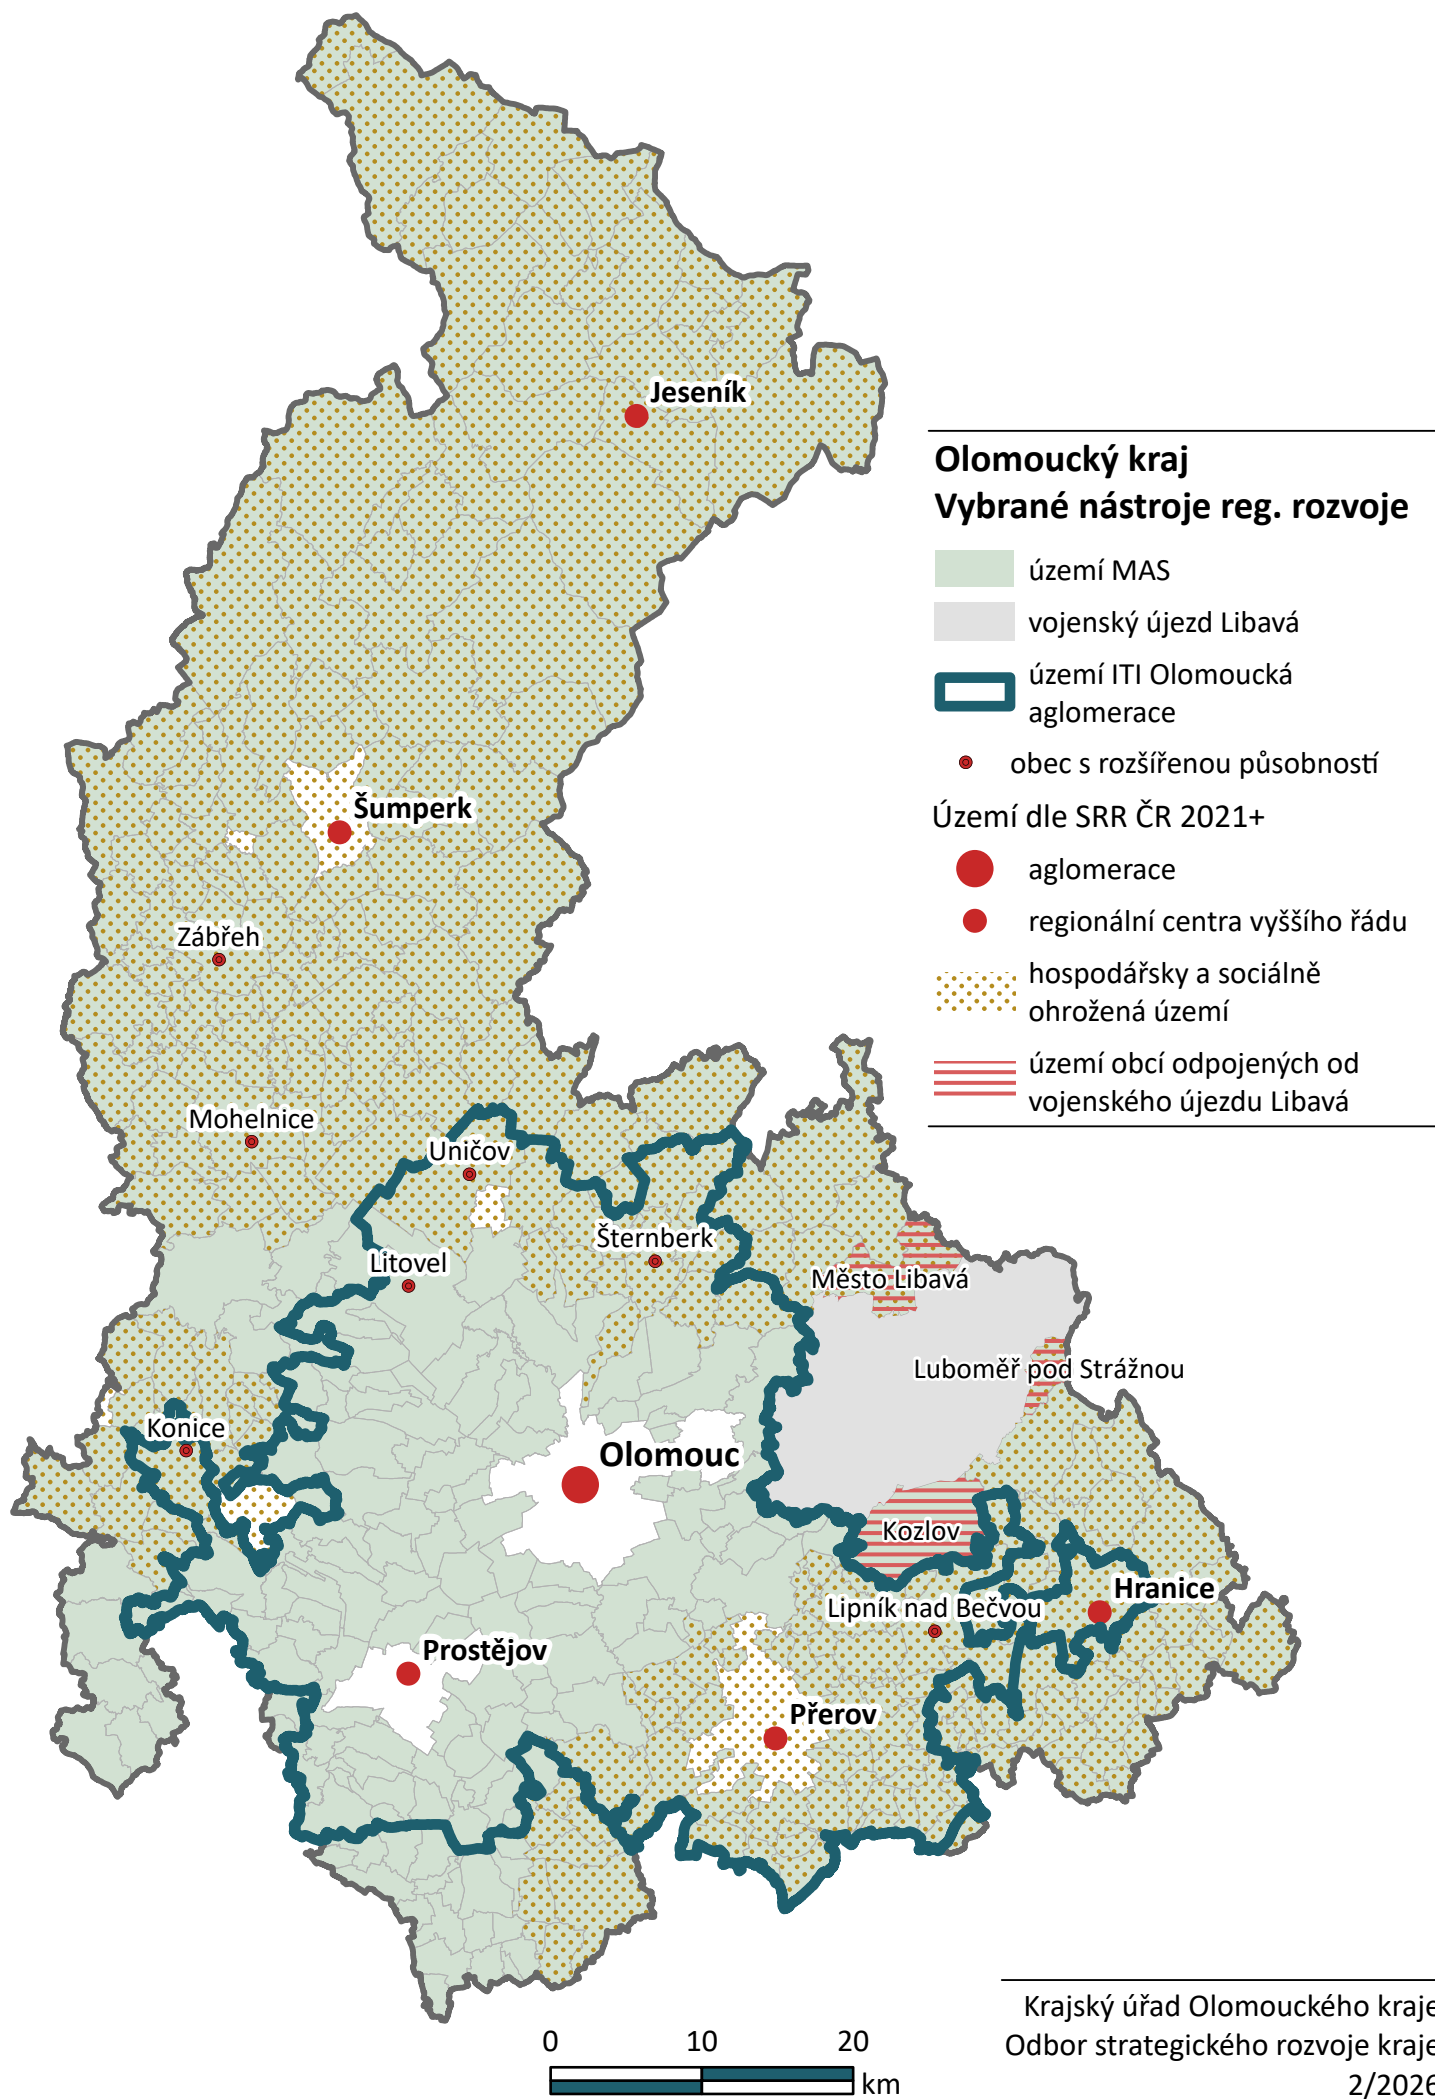 Jeseník
Olomoucký kraj
Vybrané nástroje reg. rozvoje
území MAS
vojenský újezd Libavá
území ITI Olomoucká
aglomerace
obec s rozšířenou působností
Území dle SRR ČR 2021+
aglomerace
regionální centra vyššího řádu
hospodářsky a sociálně
ohrožená území
území obcí odpojených od
vojenského újezdu Libavá
Šumperk
Zábřeh
Mohelnice
Uničov
Šternberk
Litovel
Město Libavá
Luboměř pod Strážnou
Konice
Olomouc
Kozlov
Hranice
Lipník nad Bečvou
Prostějov
Přerov
Krajský úřad Olomouckého kraje
Odbor strategického rozvoje kraje
2/2026
0 10 20
km